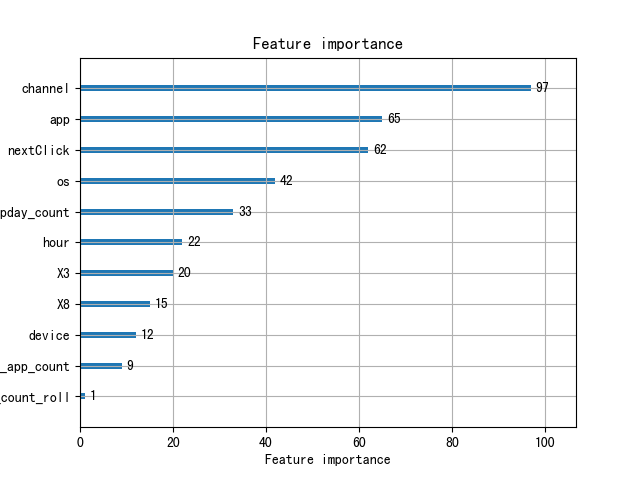 Feature importance
channel 97
app 65
nextClick 62
os 42
pday_count 33
hour 22
X3 20
X8 15
device 12
_app_count 9
count_roll 1
0 20 40 60 80 100
Feature importance